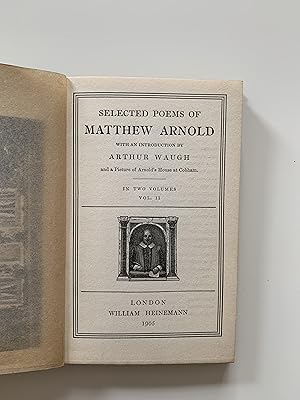 SELECTED POEMS OF
MATTHEW ARNOLD
WITH AN INTRODUCTION BY
ARTHUR WAUGH
and a Picture of Arnold's House at Cobham.
IN TWO VOLUMES
VOL. II
LONDON
WILLIAM HEINEMANN
1905